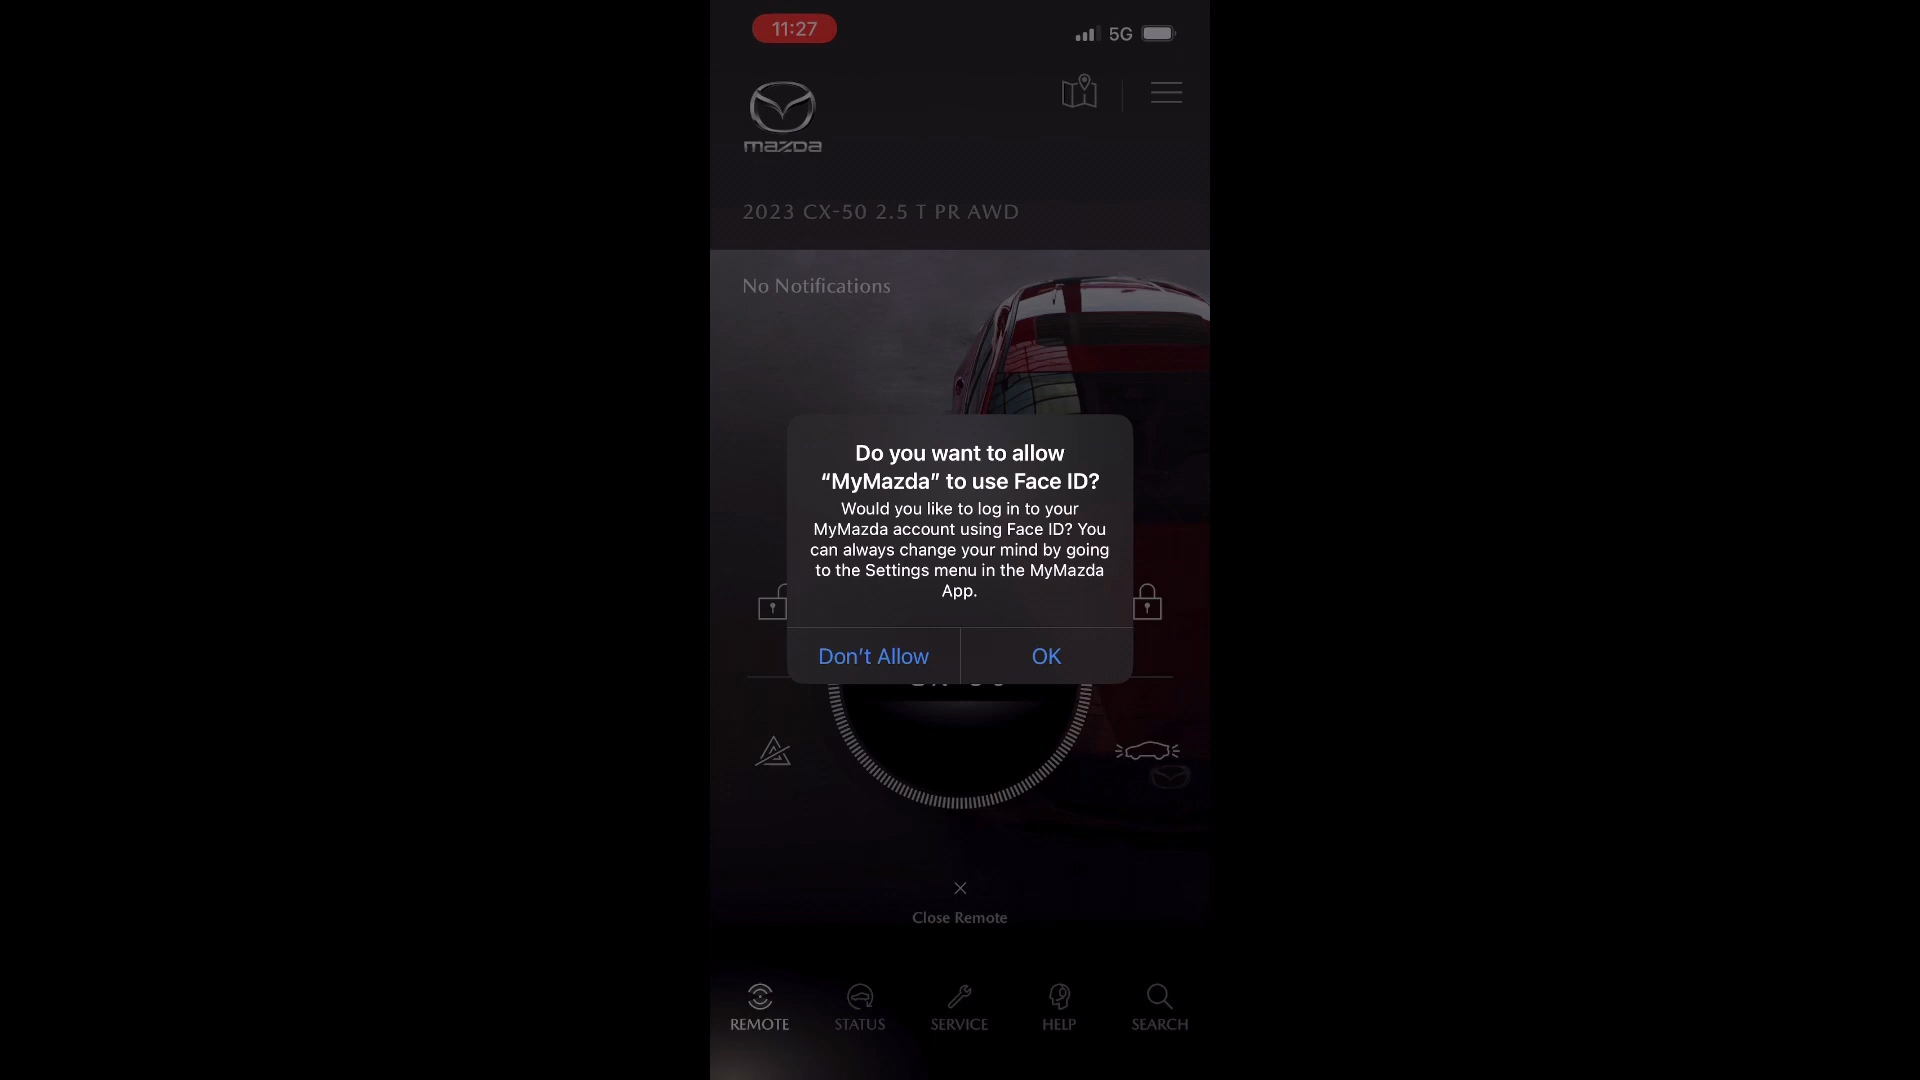 11:27
5G
mazda
2023 CX-50 2.5 T PR AWD
No Notifications
Do you want to allow
“MyMazda” to use Face ID?
Would you like to log in to your
MyMazda account using Face ID? You
can always change your mind by going
to the Settings menu in the MyMazda
App.
Don’t Allow
OK
Close Remote
REMOTE
STATUS
SERVICE
HELP
SEARCH